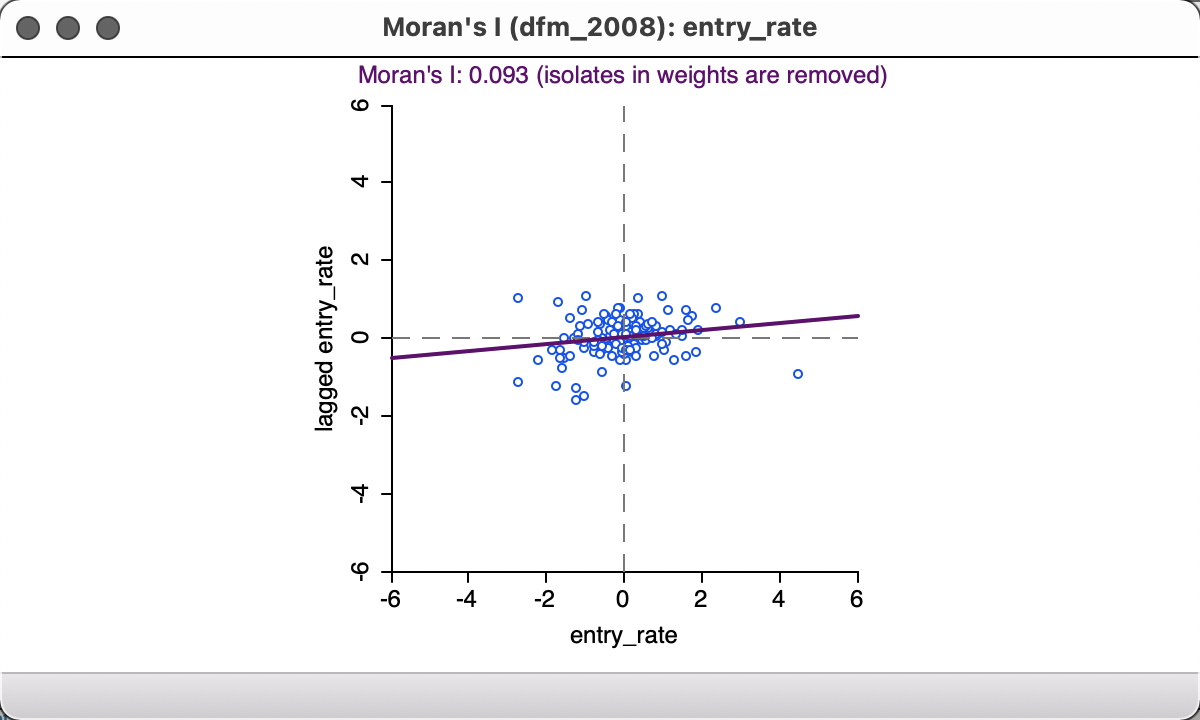 Moran's I (dfm_2008): entry_rate
Moran's I: 0.093 (isolates in weights are removed)
6
4
2
0
-2
-4
-6
lagged entry_rate
-6 -4 -2 0 2 4 6
entry_rate